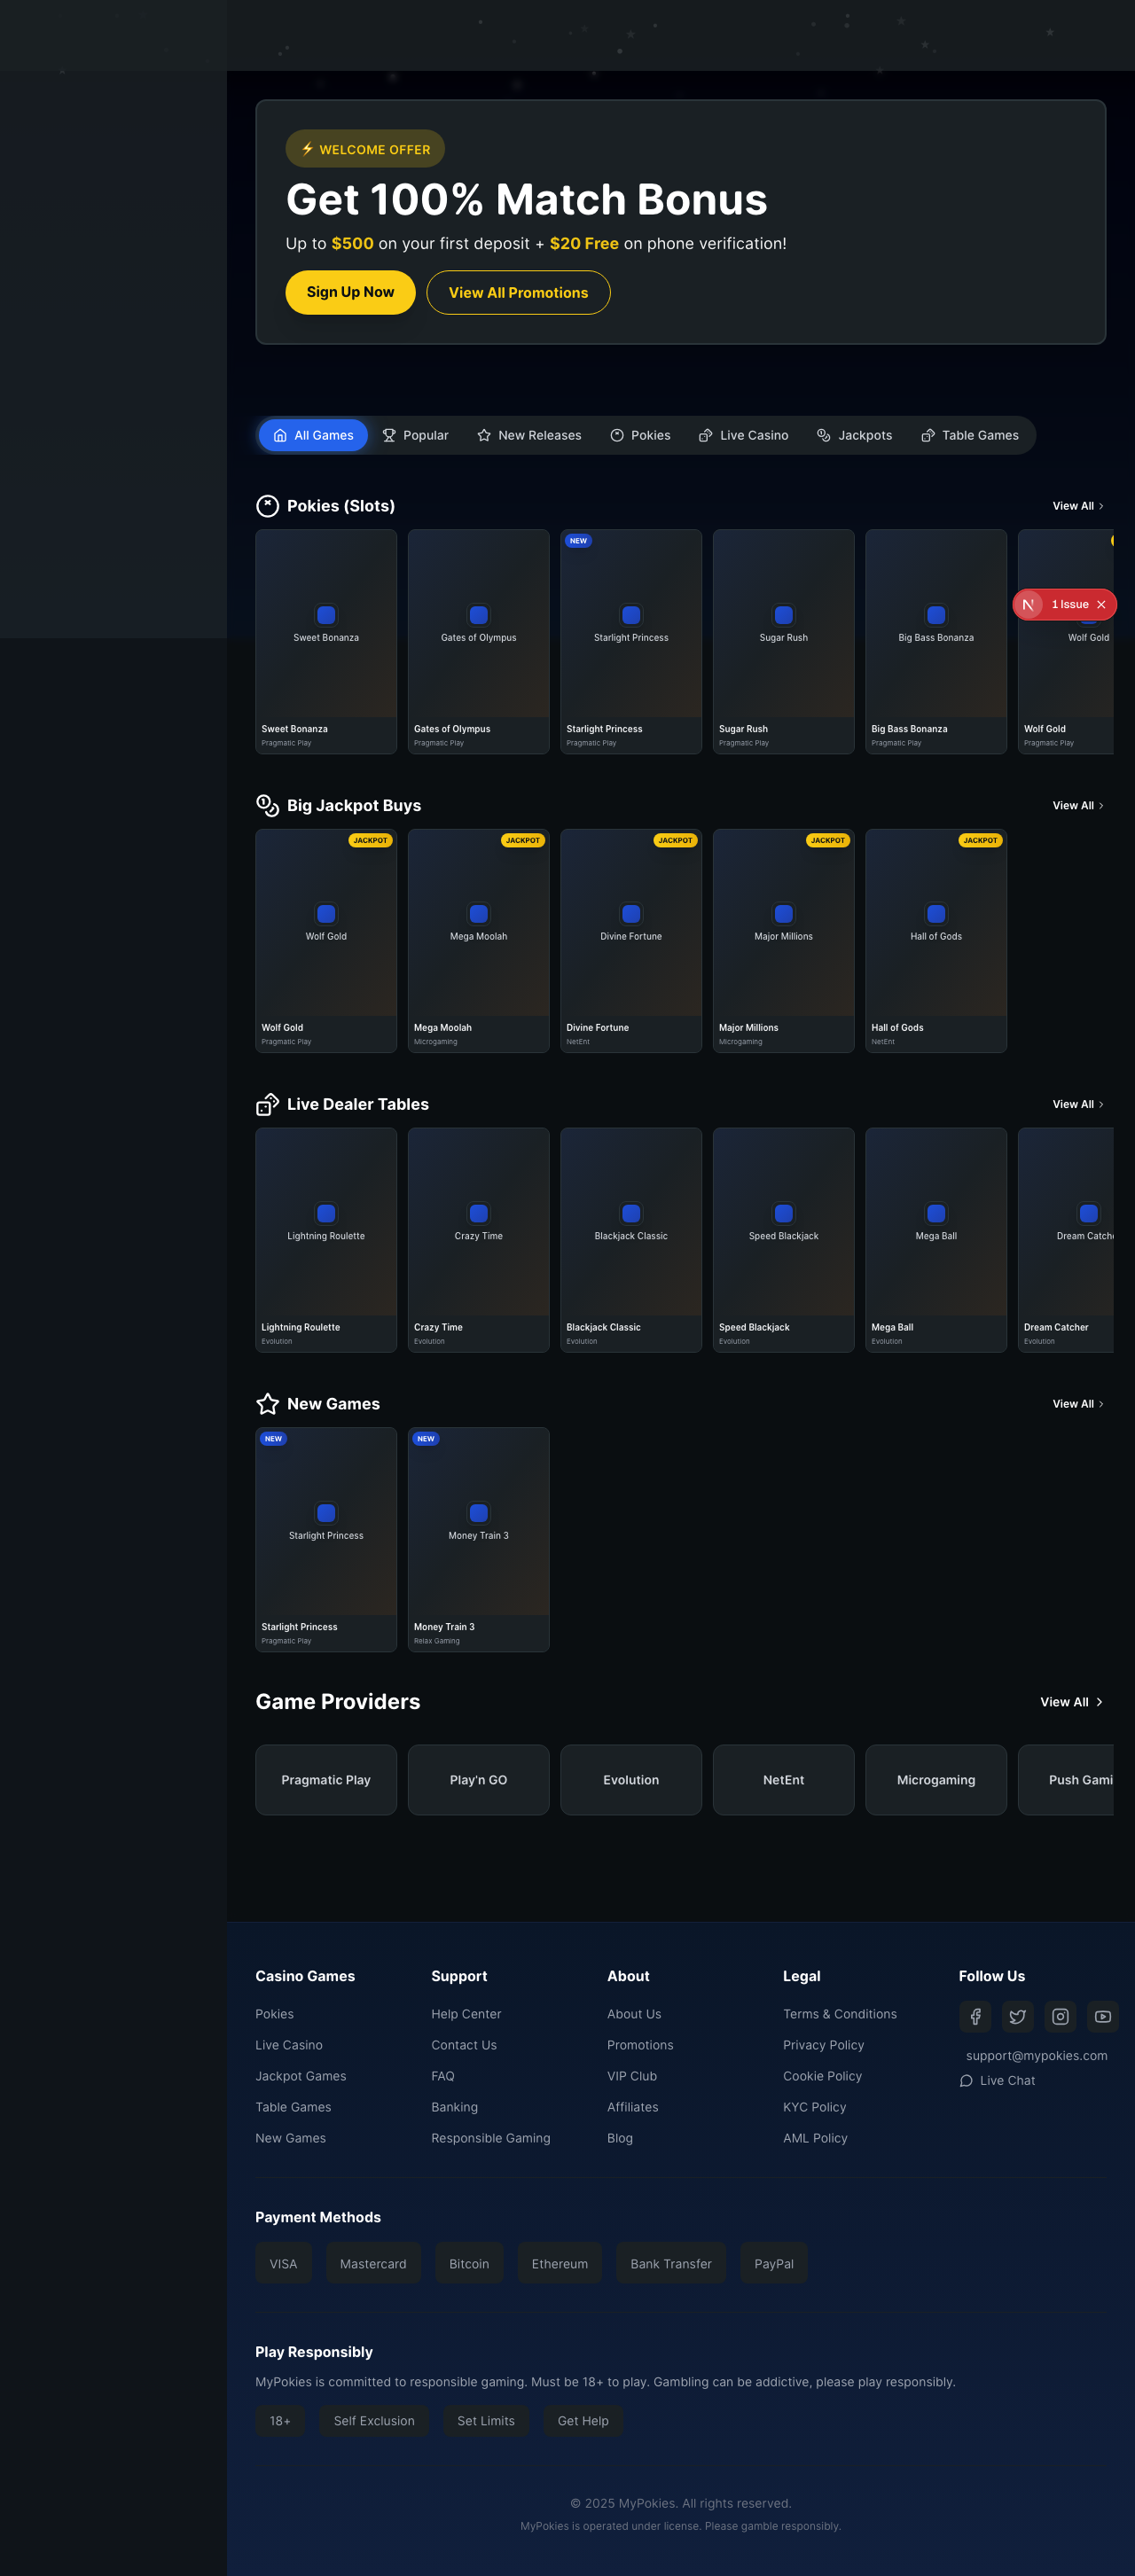 ⚡ WELCOME OFFER
Get 100% Match Bonus
Up to $500 on your first deposit + $20 Free on phone verification!
Sign Up Now
View All Promotions
All Games
Popular
New Releases
Pokies
Live Casino
Jackpots
Table Games
Pokies (Slots)
View All
NEW
1 Issue
Sweet Bonanza
Gates of Olympus
Starlight Princess
Sugar Rush
Big Bass Bonanza
Wolf Gold
Sweet Bonanza
Gates of Olympus
Starlight Princess
Sugar Rush
Big Bass Bonanza
Wolf Gold
Pragmatic Play
Pragmatic Play
Pragmatic Play
Pragmatic Play
Pragmatic Play
Pragmatic Play
Big Jackpot Buys
View All
JACKPOT
JACKPOT
JACKPOT
JACKPOT
JACKPOT
Wolf Gold
Mega Moolah
Divine Fortune
Major Millions
Hall of Gods
Wolf Gold
Mega Moolah
Divine Fortune
Major Millions
Hall of Gods
Pragmatic Play
Microgaming
NetEnt
Microgaming
NetEnt
Live Dealer Tables
View All
Lightning Roulette
Crazy Time
Blackjack Classic
Speed Blackjack
Mega Ball
Dream Catche
Lightning Roulette
Crazy Time
Blackjack Classic
Speed Blackjack
Mega Ball
Dream Catcher
Evolution
Evolution
Evolution
Evolution
Evolution
Evolution
New Games
View All
NEW
NEW
Starlight Princess
Money Train 3
Starlight Princess
Money Train 3
Pragmatic Play
Relax Gaming
Game Providers
View All
Pragmatic Play
Play'n GO
Evolution
NetEnt
Microgaming
Push Gami
Casino Games
Support
About
Legal
Follow Us
Pokies
Help Center
About Us
Terms & Conditions
Live Casino
Contact Us
Promotions
Privacy Policy
support@mypokies.com
Jackpot Games
FAQ
VIP Club
Cookie Policy
Live Chat
Table Games
Banking
Affiliates
KYC Policy
New Games
Responsible Gaming
Blog
AML Policy
Payment Methods
VISA
Mastercard
Bitcoin
Ethereum
Bank Transfer
PayPal
Play Responsibly
MyPokies is committed to responsible gaming. Must be 18+ to play. Gambling can be addictive, please play responsibly.
18+
Self Exclusion
Set Limits
Get Help
© 2025 MyPokies. All rights reserved.
MyPokies is operated under license. Please gamble responsibly.